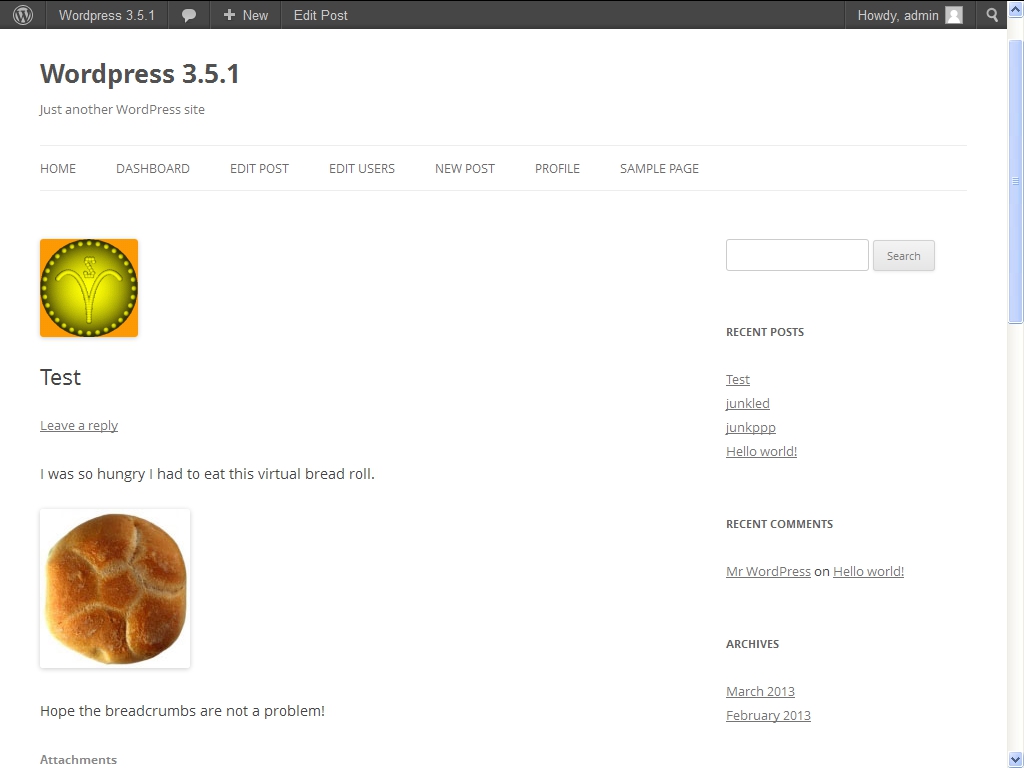 Wordpress 3.5.1
New
Edit Post
Howdy, admin
Wordpress 3.5.1
Just another WordPress site
HOME
DASHBOARD
EDIT POST
EDIT USERS
NEW POST
PROFILE
SAMPLE PAGE
Test
Leave a reply
I was so hungry I had to eat this virtual bread roll.
Hope the breadcrumbs are not a problem!
Attachments
Search
RECENT POSTS
Test
junkled
junkppp
Hello world!
RECENT COMMENTS
Mr WordPress on Hello world!
ARCHIVES
March 2013
February 2013